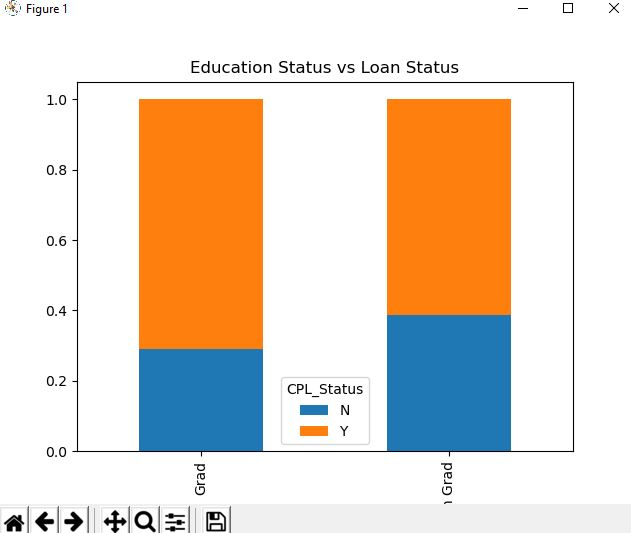 Figure 1
Education Status vs Loan Status
1.0
0.8
0.6
0.4
0.2
0.0
CPL_Status
N
Y
Grad
n Grad